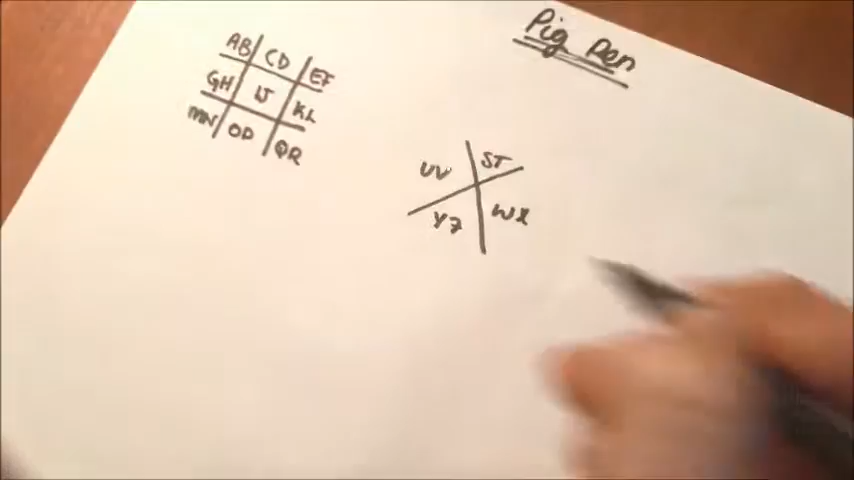 Pig Pen
AB CD EF
GH IJ KL
MN OP QR
UV ST
YZ WX